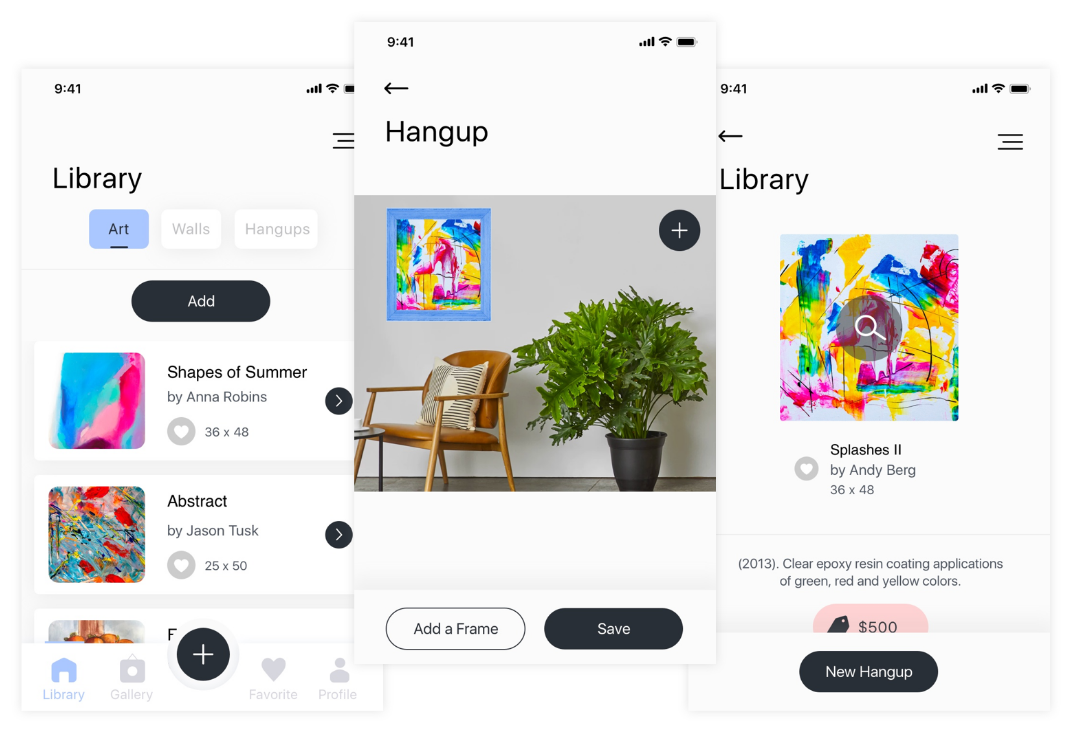 9:41
Library
Art
Walls
Hangups
Add
Shapes of Summer
by Anna Robins
36 x 48
Abstract
by Jason Tusk
25 x 50
Library
Gallery
Favorite
Profile
9:41
Hangup
Add a Frame
Save
9:41
Library
Splashes II
by Andy Berg
36 x 48
(2013). Clear epoxy resin coating applications
of green, red and yellow colors.
$500
New Hangup